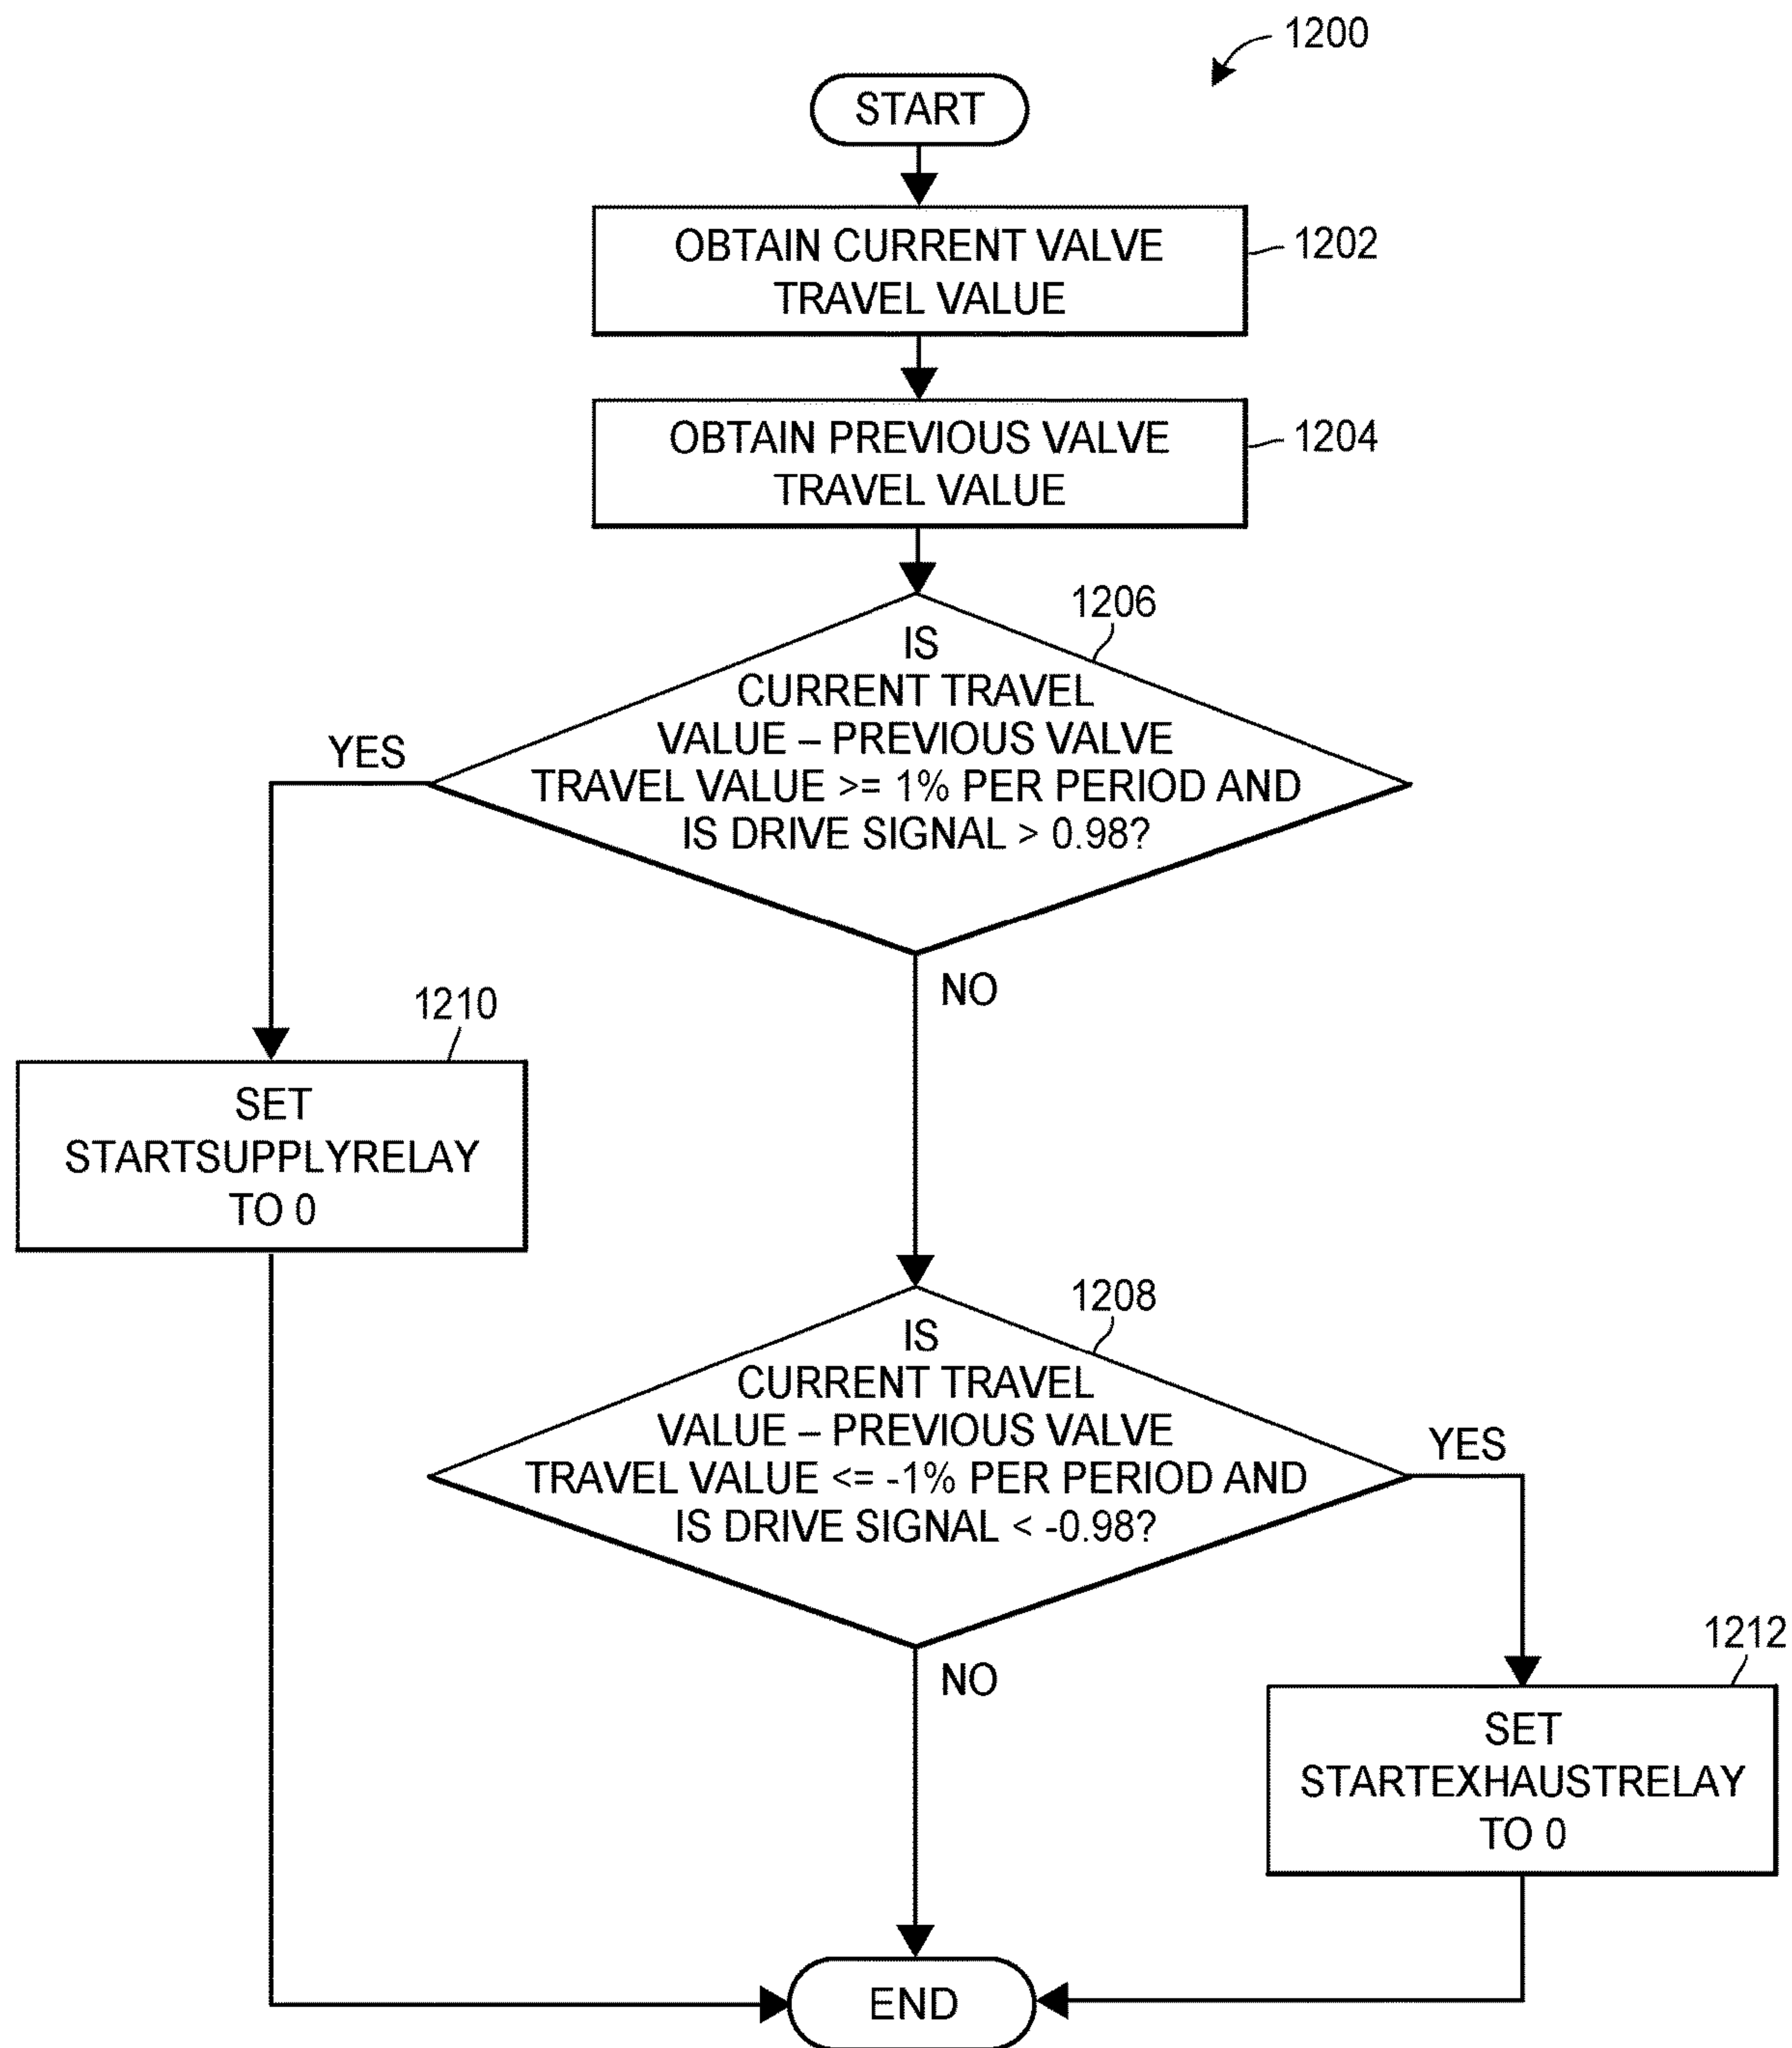 1200
START
OBTAIN CURRENT VALVE
TRAVEL VALUE
1202
OBTAIN PREVIOUS VALVE
TRAVEL VALUE
1204
1206
IS
CURRENT TRAVEL
VALUE – PREVIOUS VALVE
TRAVEL VALUE >= 1% PER PERIOD AND
IS DRIVE SIGNAL > 0.98?
YES
NO
1210
SET
STARTSUPPLYRELAY
TO 0
1208
IS
CURRENT TRAVEL
VALUE – PREVIOUS VALVE
TRAVEL VALUE <= -1% PER PERIOD AND
IS DRIVE SIGNAL < -0.98?
YES
NO
1212
SET
STARTEXHAUSTRELAY
TO 0
END